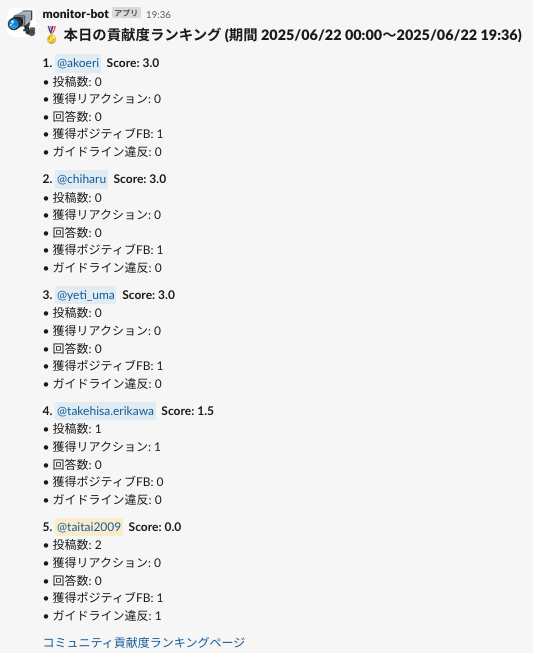 monitor-bot アプリ 19:36
🏅 本日の貢献度ランキング (期間 2025/06/22 00:00〜2025/06/22 19:36)
1. @akoeri Score: 3.0
• 投稿数: 0
• 獲得リアクション: 0
• 回答数: 0
• 獲得ポジティブFB: 1
• ガイドライン違反: 0
2. @chiharu Score: 3.0
• 投稿数: 0
• 獲得リアクション: 0
• 回答数: 0
• 獲得ポジティブFB: 1
• ガイドライン違反: 0
3. @yeti_uma Score: 3.0
• 投稿数: 0
• 獲得リアクション: 0
• 回答数: 0
• 獲得ポジティブFB: 1
• ガイドライン違反: 0
4. @takehisa.erikawa Score: 1.5
• 投稿数: 1
• 獲得リアクション: 1
• 回答数: 0
• 獲得ポジティブFB: 0
• ガイドライン違反: 0
5. @taitai2009 Score: 0.0
• 投稿数: 2
• 獲得リアクション: 0
• 回答数: 0
• 獲得ポジティブFB: 1
• ガイドライン違反: 1
コミュニティ貢献度ランキングページ